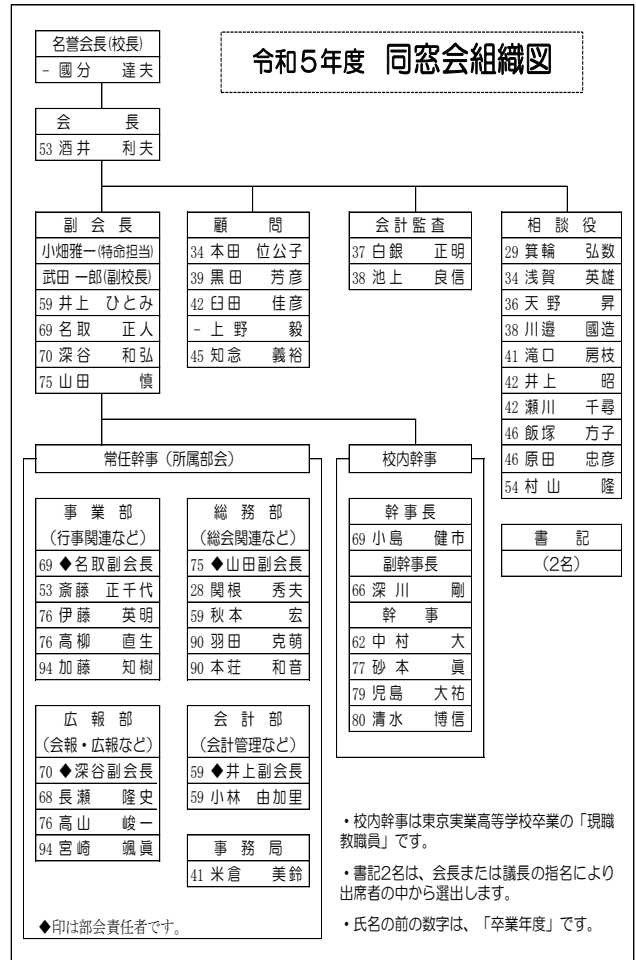 名誉会長(校長)
- 國分 達夫
令和5年度 同窓会組織図
会 長
53 酒井 利夫
副 会 長
小畑雅一(特命担当)
武田 一郎(副校長)
59 井上 ひとみ
69 名取 正人
70 深谷 和弘
75 山田 慎
顧 問
34 本田 位公子
39 黒田 芳彦
42 臼田 佳彦
- 上野 毅
45 知念 義裕
会計監査
37 白銀 正明
38 池上 良信
相 談 役
29 箕輪 弘数
34 浅賀 英雄
36 天野 昇
38 川邉 國造
41 滝口 房枝
42 井上 昭
42 瀬川 千尋
46 飯塚 方子
46 原田 忠彦
54 村山 隆
書 記
(2名)
常任幹事(所属部会)
事 業 部
(行事関連など)
69 ◆名取副会長
53 斎藤 正千代
76 伊藤 英明
76 高柳 直生
94 加藤 知樹
総 務 部
(総会関連など)
75 ◆山田副会長
28 関根 秀夫
59 秋本 宏
90 羽田 克萌
90 本荘 和音
広 報 部
(会報・広報など)
70 ◆深谷副会長
68 長瀬 隆史
76 高山 峻一
94 宮崎 颯眞
会 計 部
(会計管理など)
59 ◆井上副会長
59 小林 由加里
事 務 局
41 米倉 美鈴
◆印は部会責任者です。
校内幹事
幹事長
69 小島 健市
副幹事長
66 深川 剛
幹 事
62 中村 大
77 砂本 眞
79 児島 大祐
80 清水 博信
・校内幹事は東京実業高等学校卒業の「現職
教職員」です。
・書記2名は、会長または議長の指名により
出席者の中から選出します。
・氏名の前の数字は、「卒業年度」です。